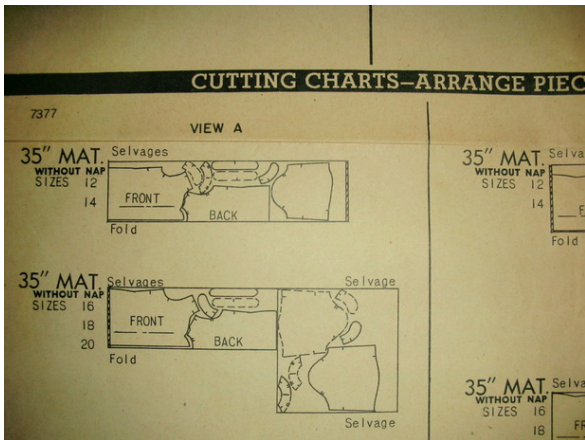 CUTTING CHARTS—ARRANGE PIEC
7377
VIEW A
35" MAT.
WITHOUT NAP
SIZES 12
14
Selvages
FRONT
BACK
Fold
35" MAT.
WITHOUT NAP
SIZES 16
18
20
Selvages
Selvage
FRONT
BACK
Fold
Selvage
35" MAT.
WITHOUT NAP
SIZES 12
14
Selva
Fold
35" MAT.
WITHOUT NAP
SIZES 16
18
Selva